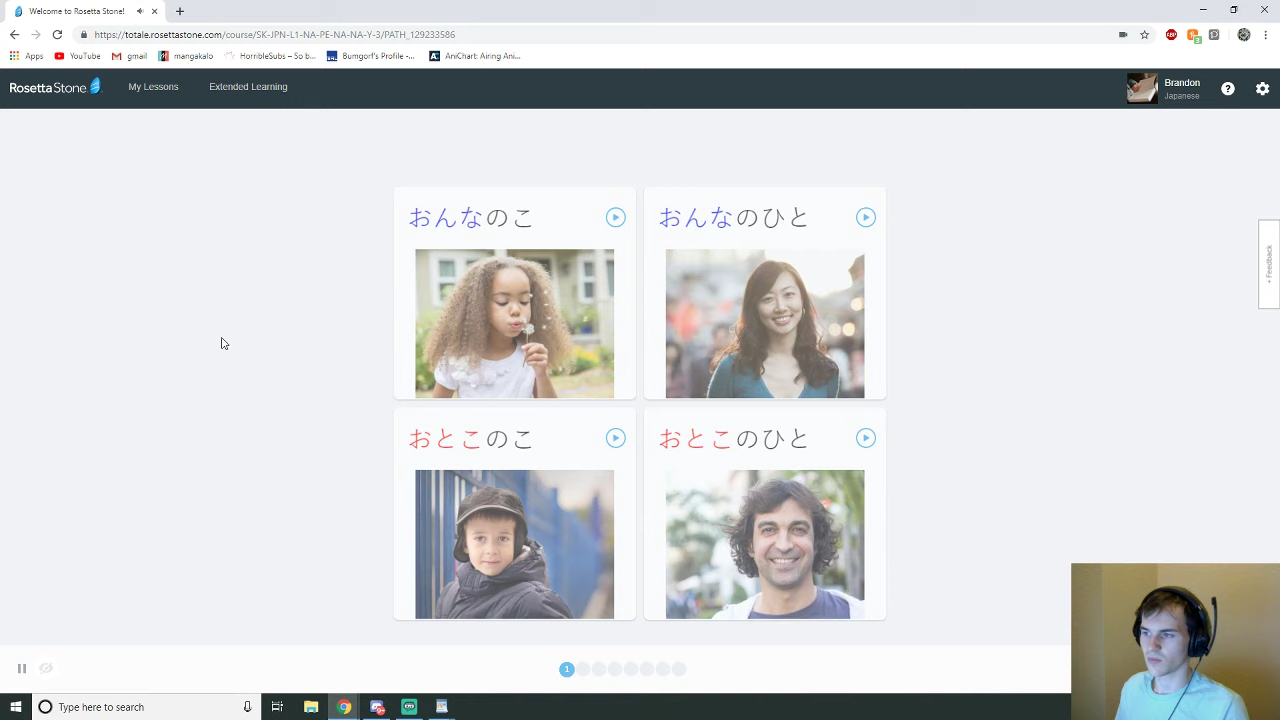 Welcome to Rosetta Stone!
https://totale.rosettastone.com/course/SK-JPN-L1-NA-PE-NA-NA-Y-3/PATH_129233586
Apps YouTube gmail mangakalo HorribleSubs – So b... Bumgorf's Profile -... AniChart: Airing Ani...
RosettaStone My Lessons Extended Learning Brandon
Japanese
おんなのこ おんなのひと
+ Feedback
おとこのこ おとこのひと
1
Type here to search